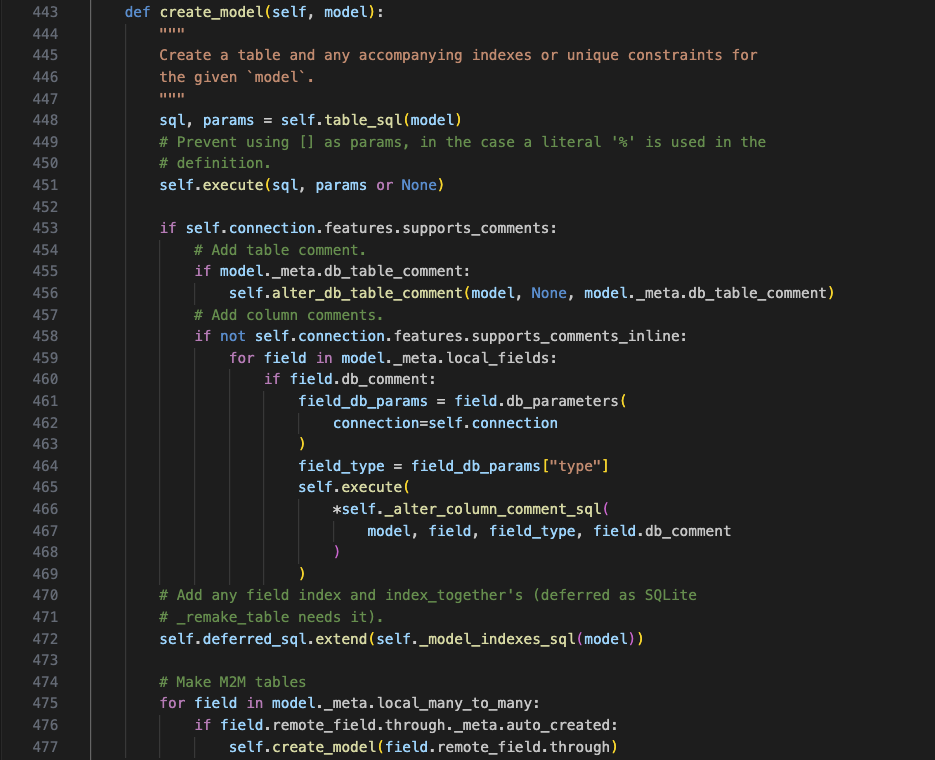 443 def create_model(self, model):
444 """
445 Create a table and any accompanying indexes or unique constraints for
446 the given `model`.
447 """
448 sql, params = self.table_sql(model)
449 # Prevent using [] as params, in the case a literal '%' is used in the
450 # definition.
451 self.execute(sql, params or None)
452
453 if self.connection.features.supports_comments:
454 # Add table comment.
455 if model._meta.db_table_comment:
456 self.alter_db_table_comment(model, None, model._meta.db_table_comment)
457 # Add column comments.
458 if not self.connection.features.supports_comments_inline:
459 for field in model._meta.local_fields:
460 if field.db_comment:
461 field_db_params = field.db_parameters(
462 connection=self.connection
463 )
464 field_type = field_db_params["type"]
465 self.execute(
466 *self._alter_column_comment_sql(
467 model, field, field_type, field.db_comment
468 )
469 )
470 # Add any field index and index_together's (deferred as SQLite
471 # _remake_table needs it).
472 self.deferred_sql.extend(self._model_indexes_sql(model))
473
474 # Make M2M tables
475 for field in model._meta.local_many_to_many:
476 if field.remote_field.through._meta.auto_created:
477 self.create_model(field.remote_field.through)